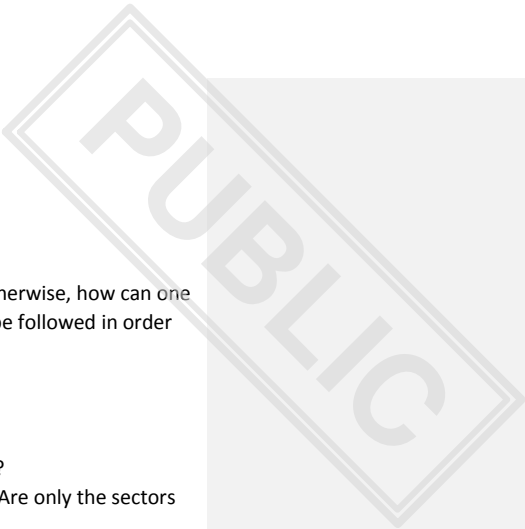 PUBLIC
herwise, how can one
be followed in order
?
Are only the sectors